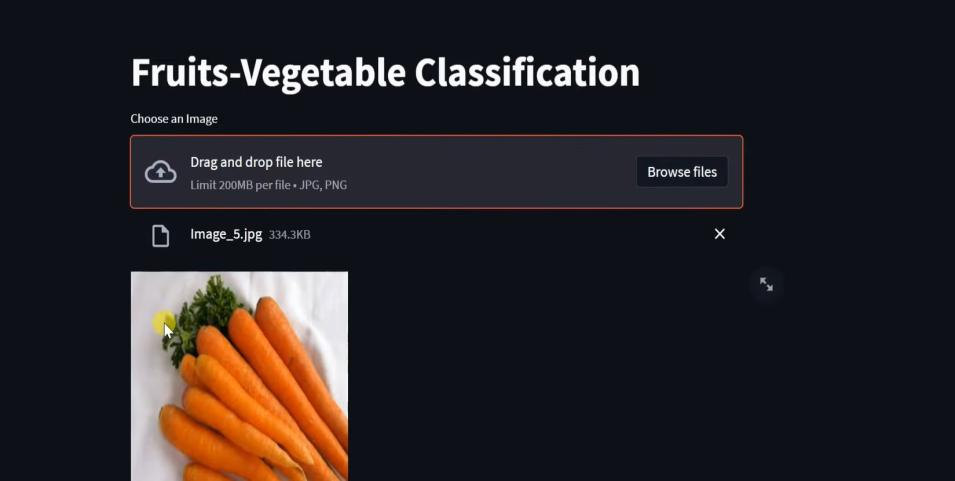 Fruits-Vegetable Classification
Choose an Image
Drag and drop file here
Limit 200MB per file • JPG, PNG
Browse files
Image_5.jpg 334.3KB